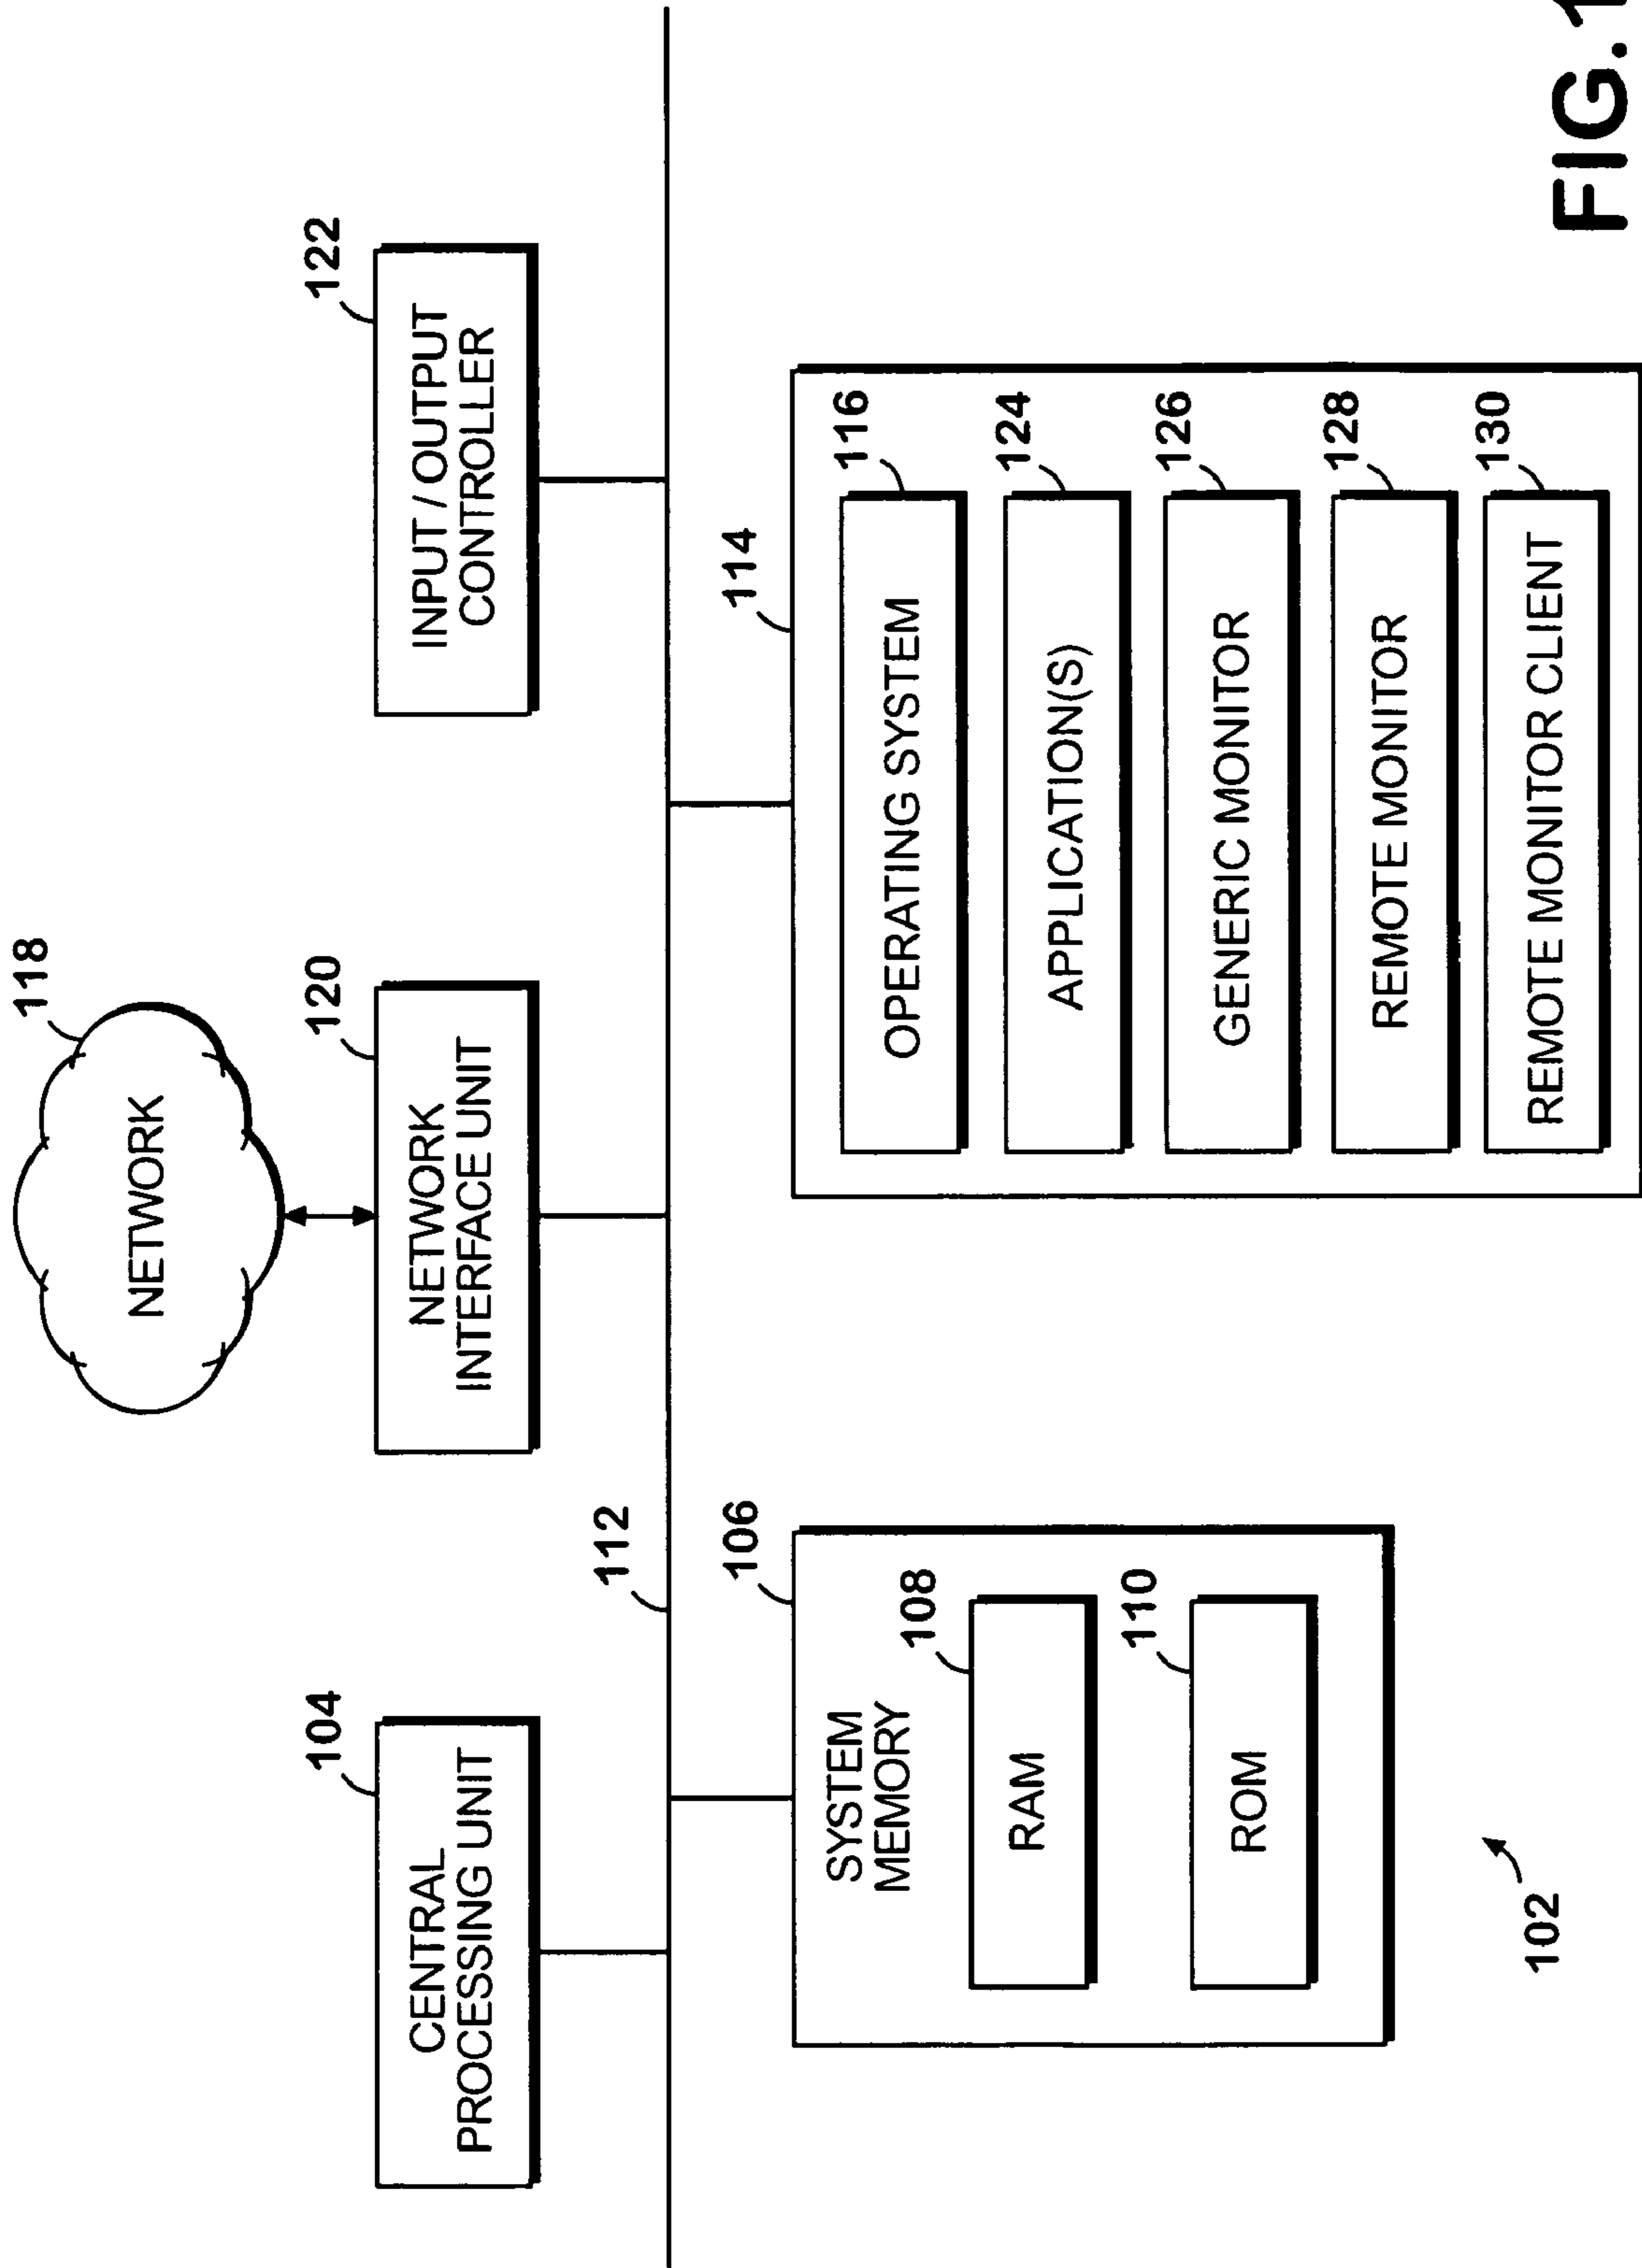 118
NETWORK
104
CENTRAL
PROCESSING UNIT
120
NETWORK
INTERFACE UNIT
122
INPUT / OUTPUT
CONTROLLER
112
106
SYSTEM
MEMORY
108
RAM
110
ROM
114
116
OPERATING SYSTEM
124
APPLICATION(S)
126
GENERIC MONITOR
128
REMOTE MONITOR
130
REMOTE MONITOR CLIENT
102
FIG.1